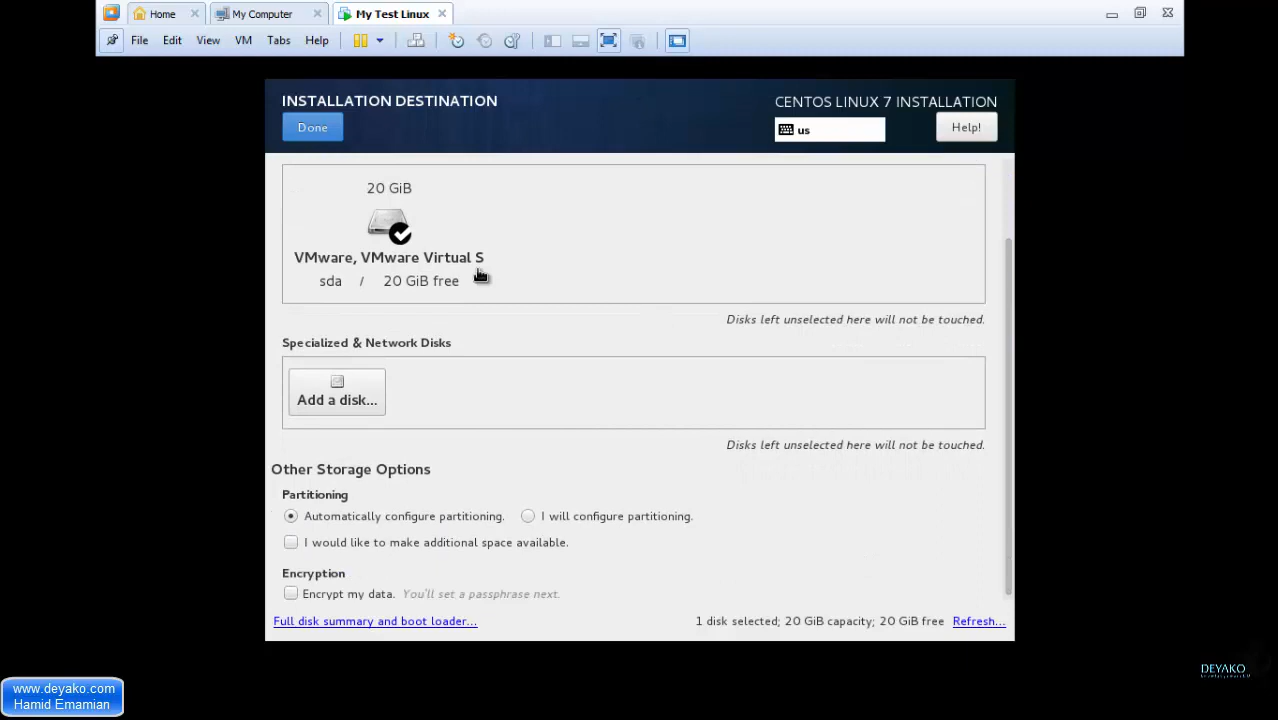 Home
My Computer
My Test Linux
File Edit View VM Tabs Help
INSTALLATION DESTINATION
CENTOS LINUX 7 INSTALLATION
Done
us
Help!
20 GiB
VMware, VMware Virtual S
sda / 20 GiB free
Disks left unselected here will not be touched.
Specialized & Network Disks
Add a disk...
Disks left unselected here will not be touched.
Other Storage Options
Partitioning
Automatically configure partitioning. I will configure partitioning.
I would like to make additional space available.
Encryption
Encrypt my data. You'll set a passphrase next.
Full disk summary and boot loader...
1 disk selected; 20 GiB capacity; 20 GiB free Refresh...
DEYAKO
www.deyako.com
Hamid Emamian